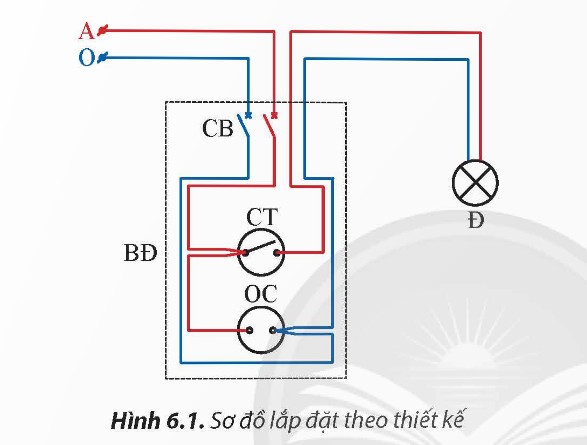 A
O
CB
CT
BĐ
OC
Đ
Hình 6.1. Sơ đồ lắp đặt theo thiết kế